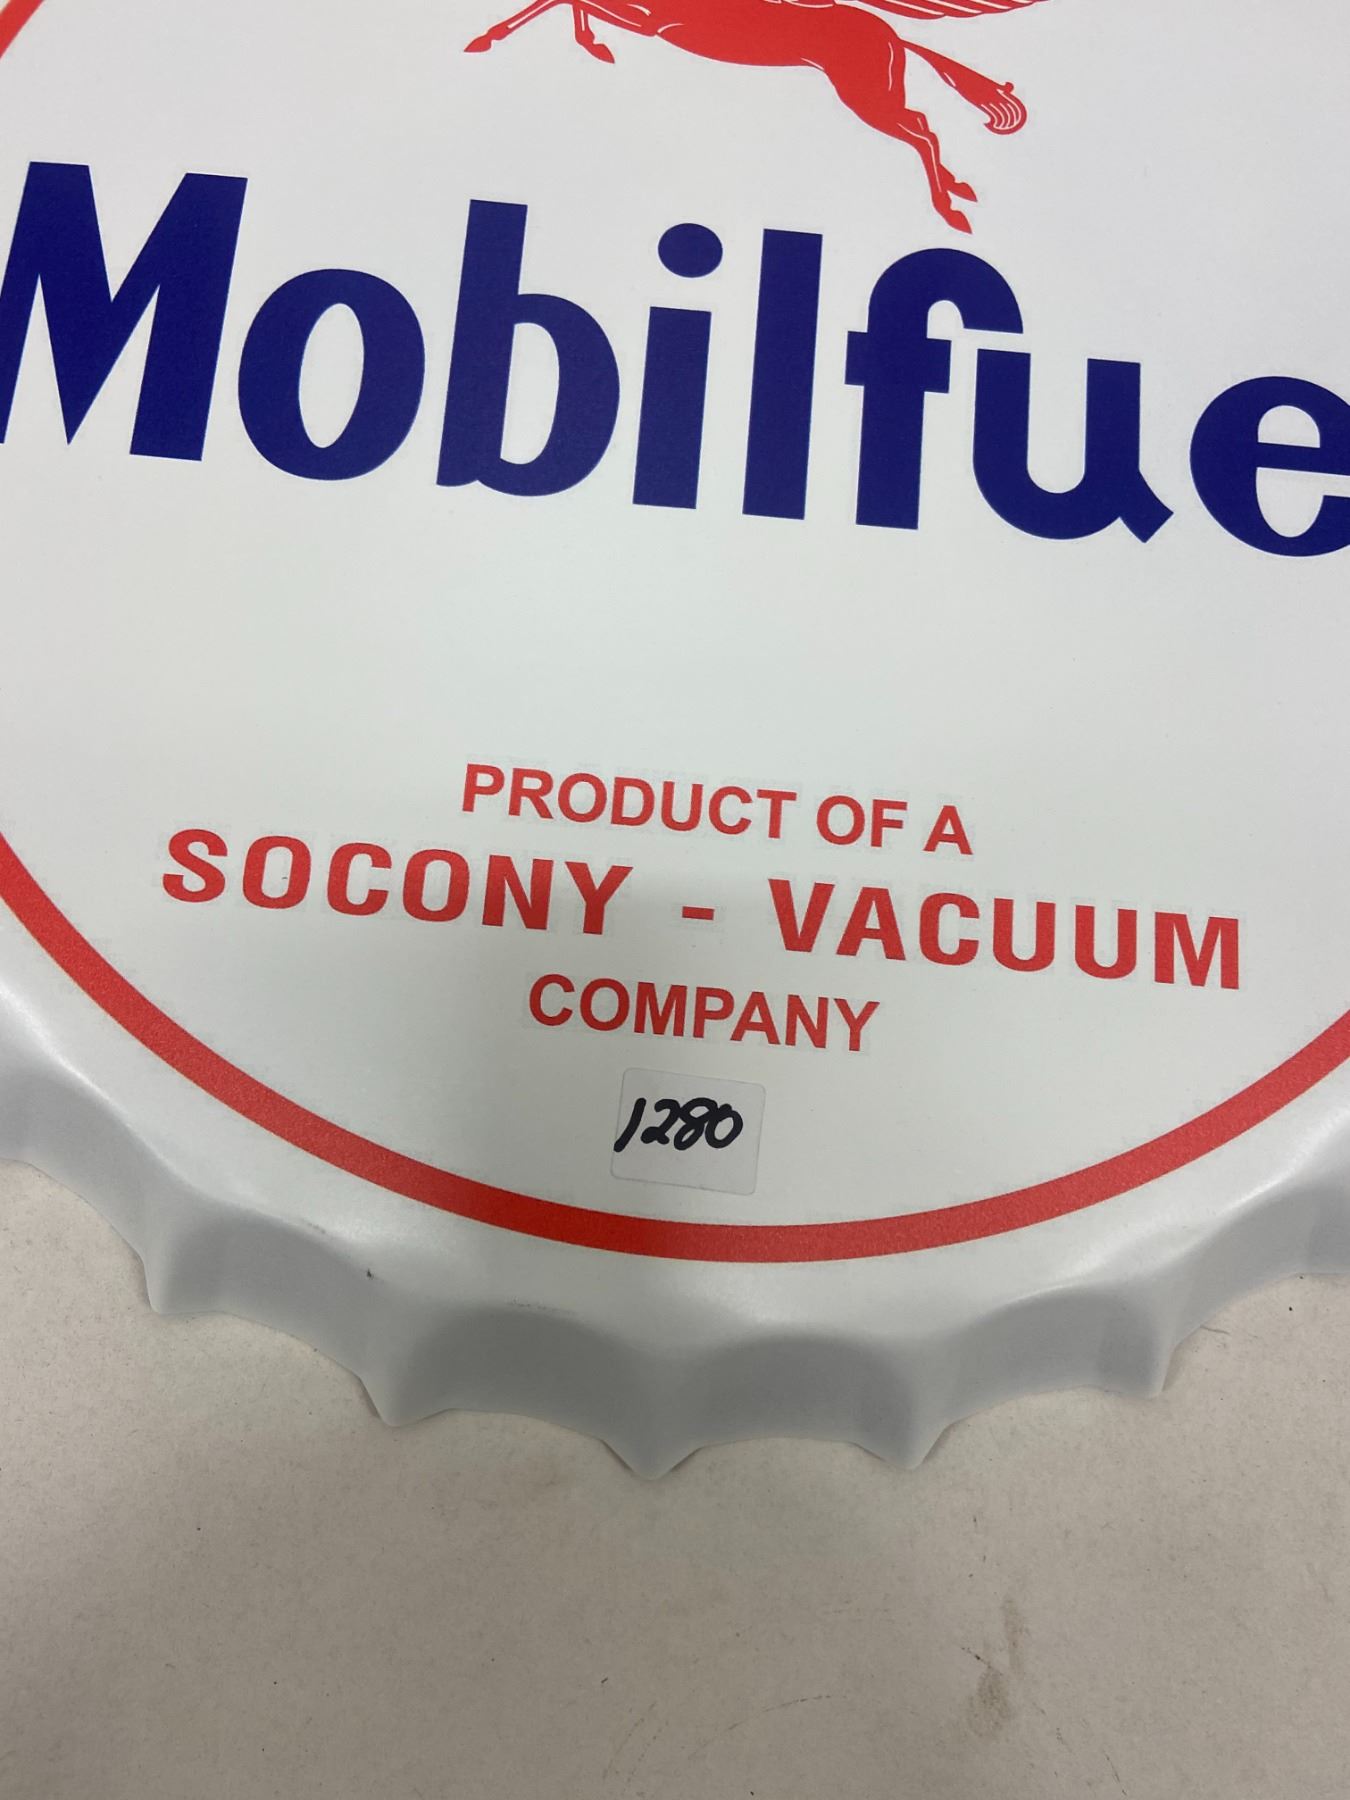 Mobilfue
PRODUCT OF A
SOCONY - VACUUM
COMPANY
1280